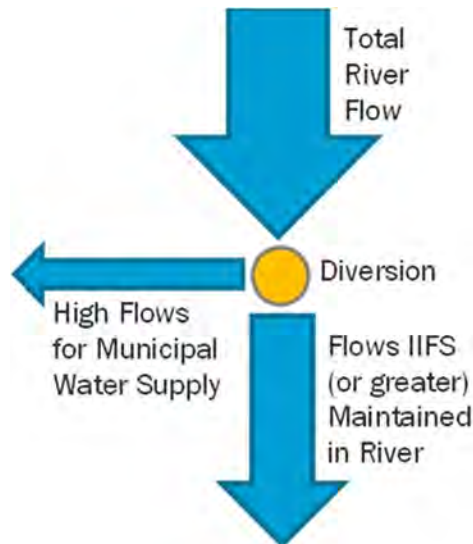 Total
River
Flow
Diversion
High Flows
for Municipal
Water Supply
Flows IIFS
(or greater)
Maintained
in River